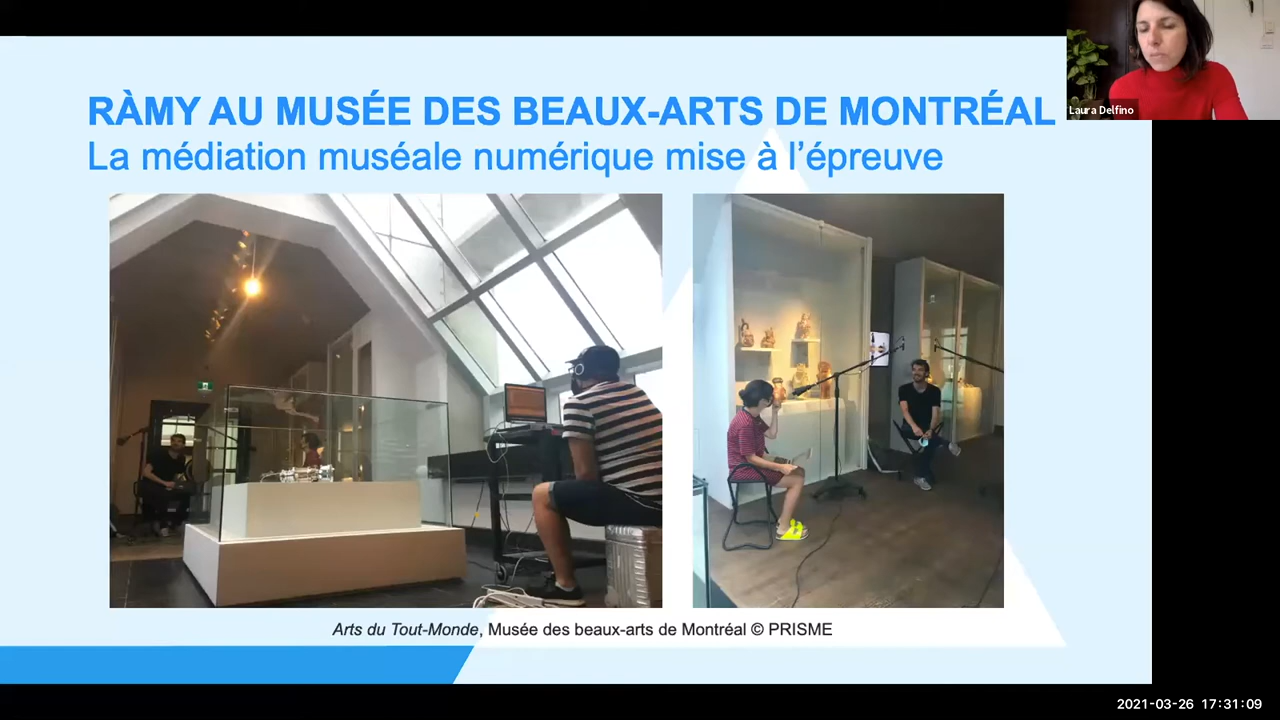 RÀMY AU MUSÉE DES BEAUX-ARTS DE MONTRÉAL
La médiation muséale numérique mise à l'épreuve
Laura Delfino
Arts du Tout-Monde, Musée des beaux-arts de Montréal © PRISME
2021-03-26 17:31:09